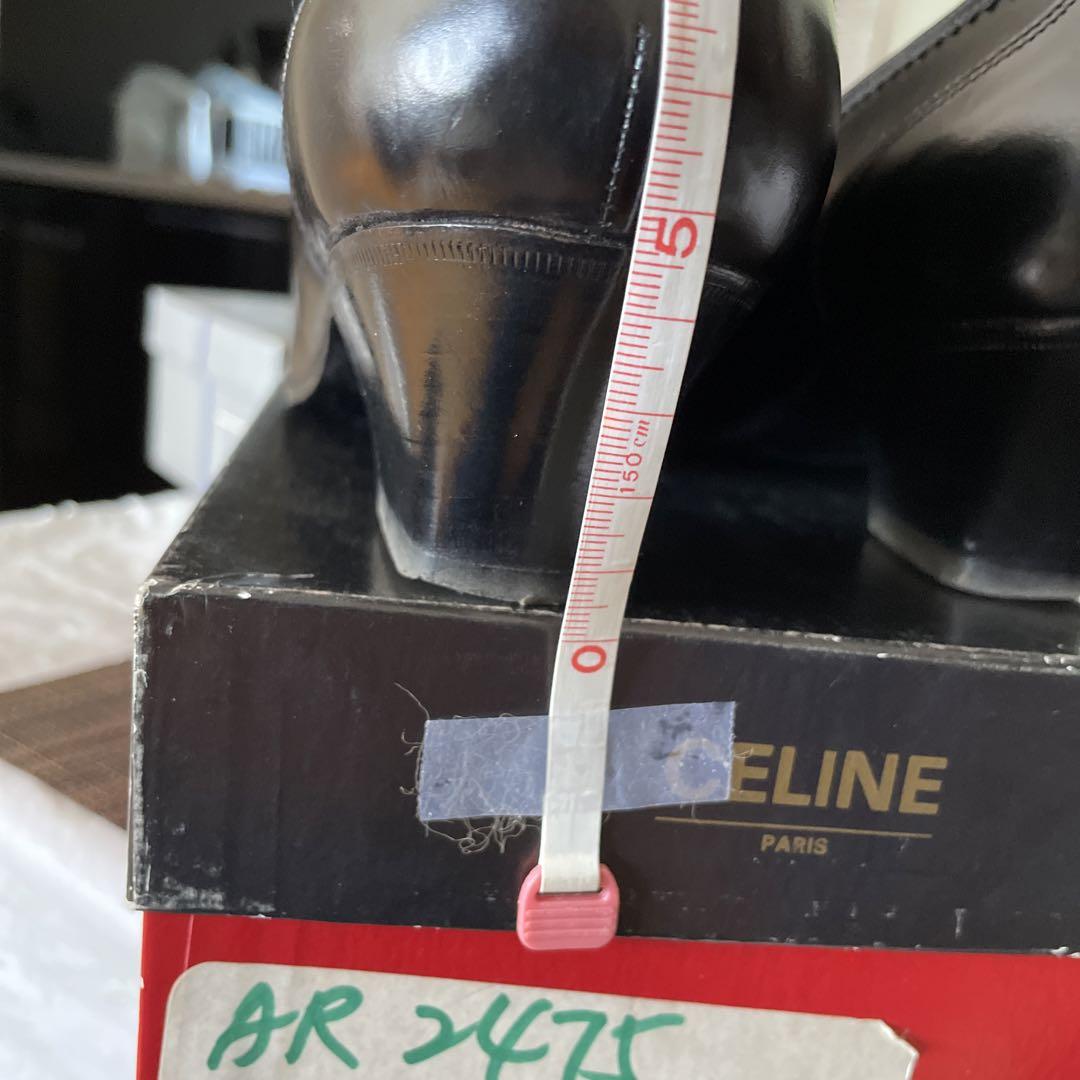 5
150cm
0
CELINE
PARIS
AR 2475